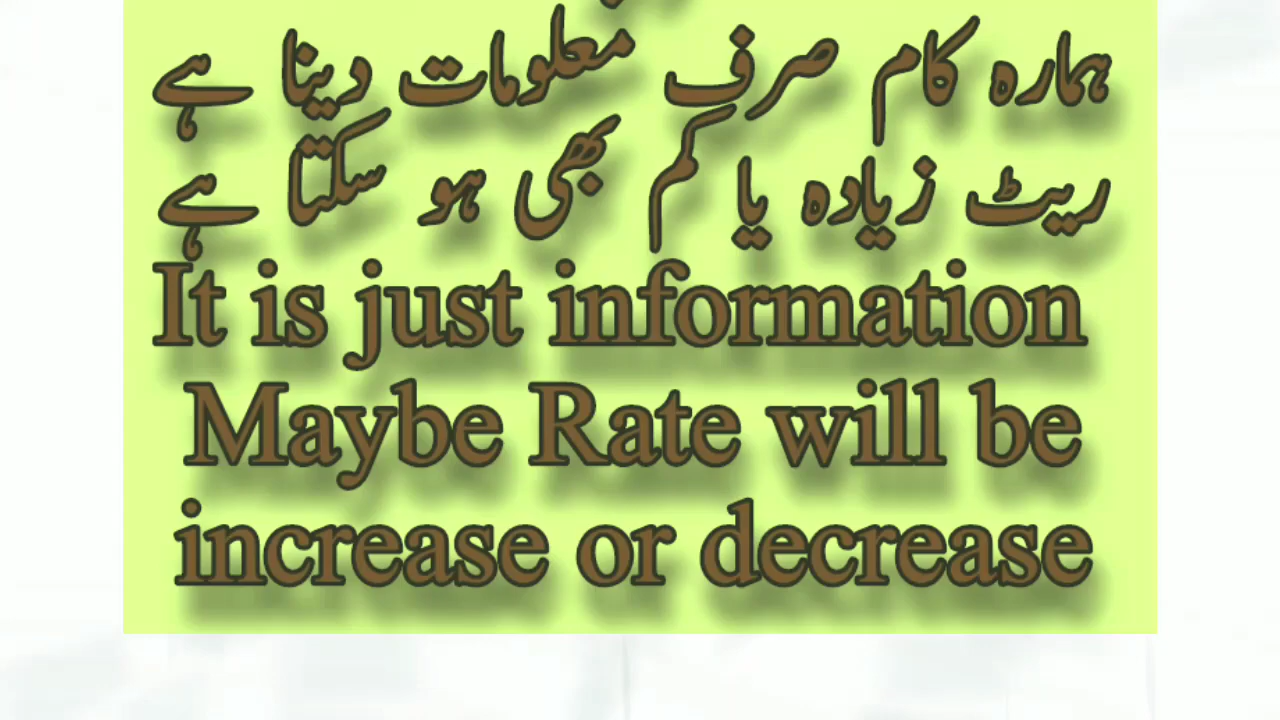 ہمارہ کام صرف معلومات دینا ہے
ریٹ زیادہ یا کم بھی ہو سکتا ہے
It is just information
Maybe Rate will be
increase or decrease